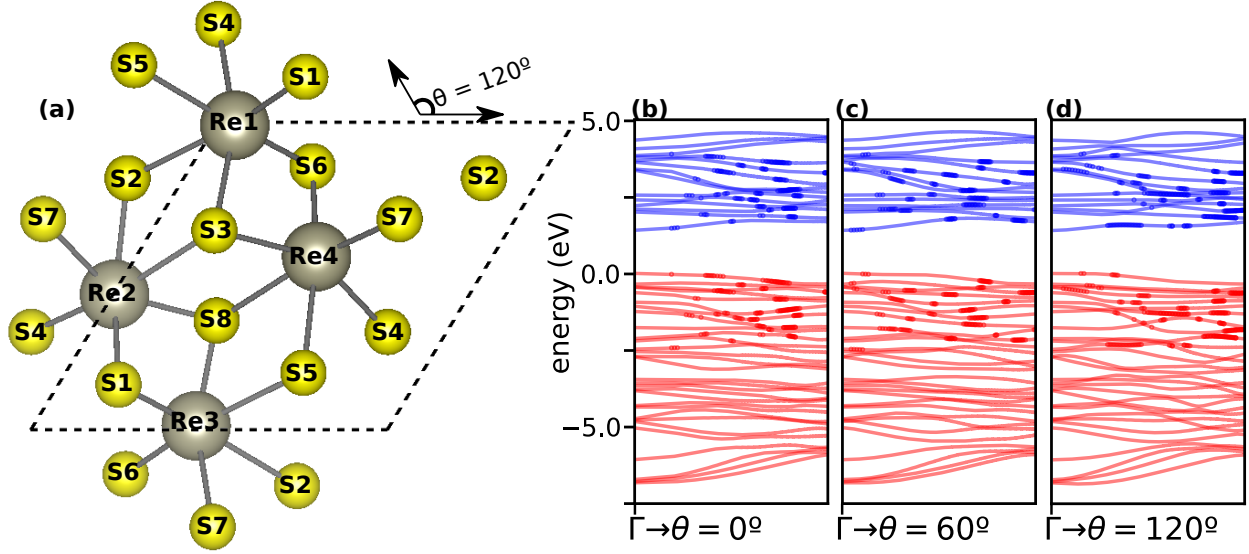 S4
S5
S1
(a)
θ = 120º
Re1
S2
S6
S2
S7
S3
S7
Re4
Re2
S8
S4
S4
S1
S5
Re3
S6
S2
S7
(b)
(c)
(d)
5.0
0.0
−5.0
energy (eV)
Γ→θ = 0º
Γ→θ = 60º
Γ→θ = 120º